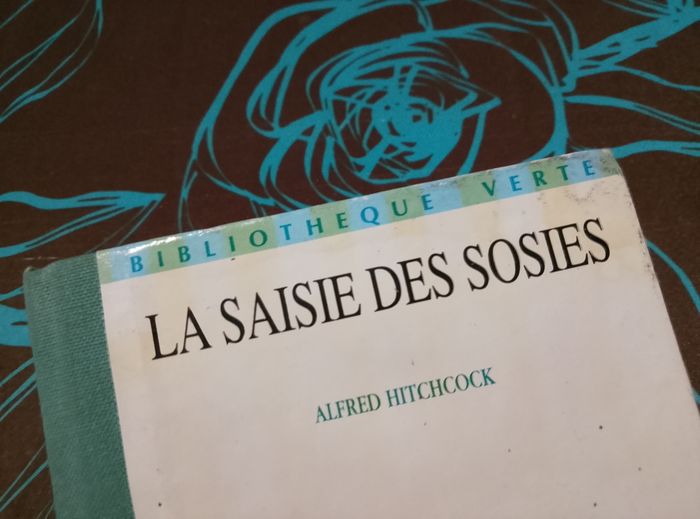 BIBLIOTHEQUE VERTE
LA SAISIE DES SOSIES
ALFRED HITCHCOCK